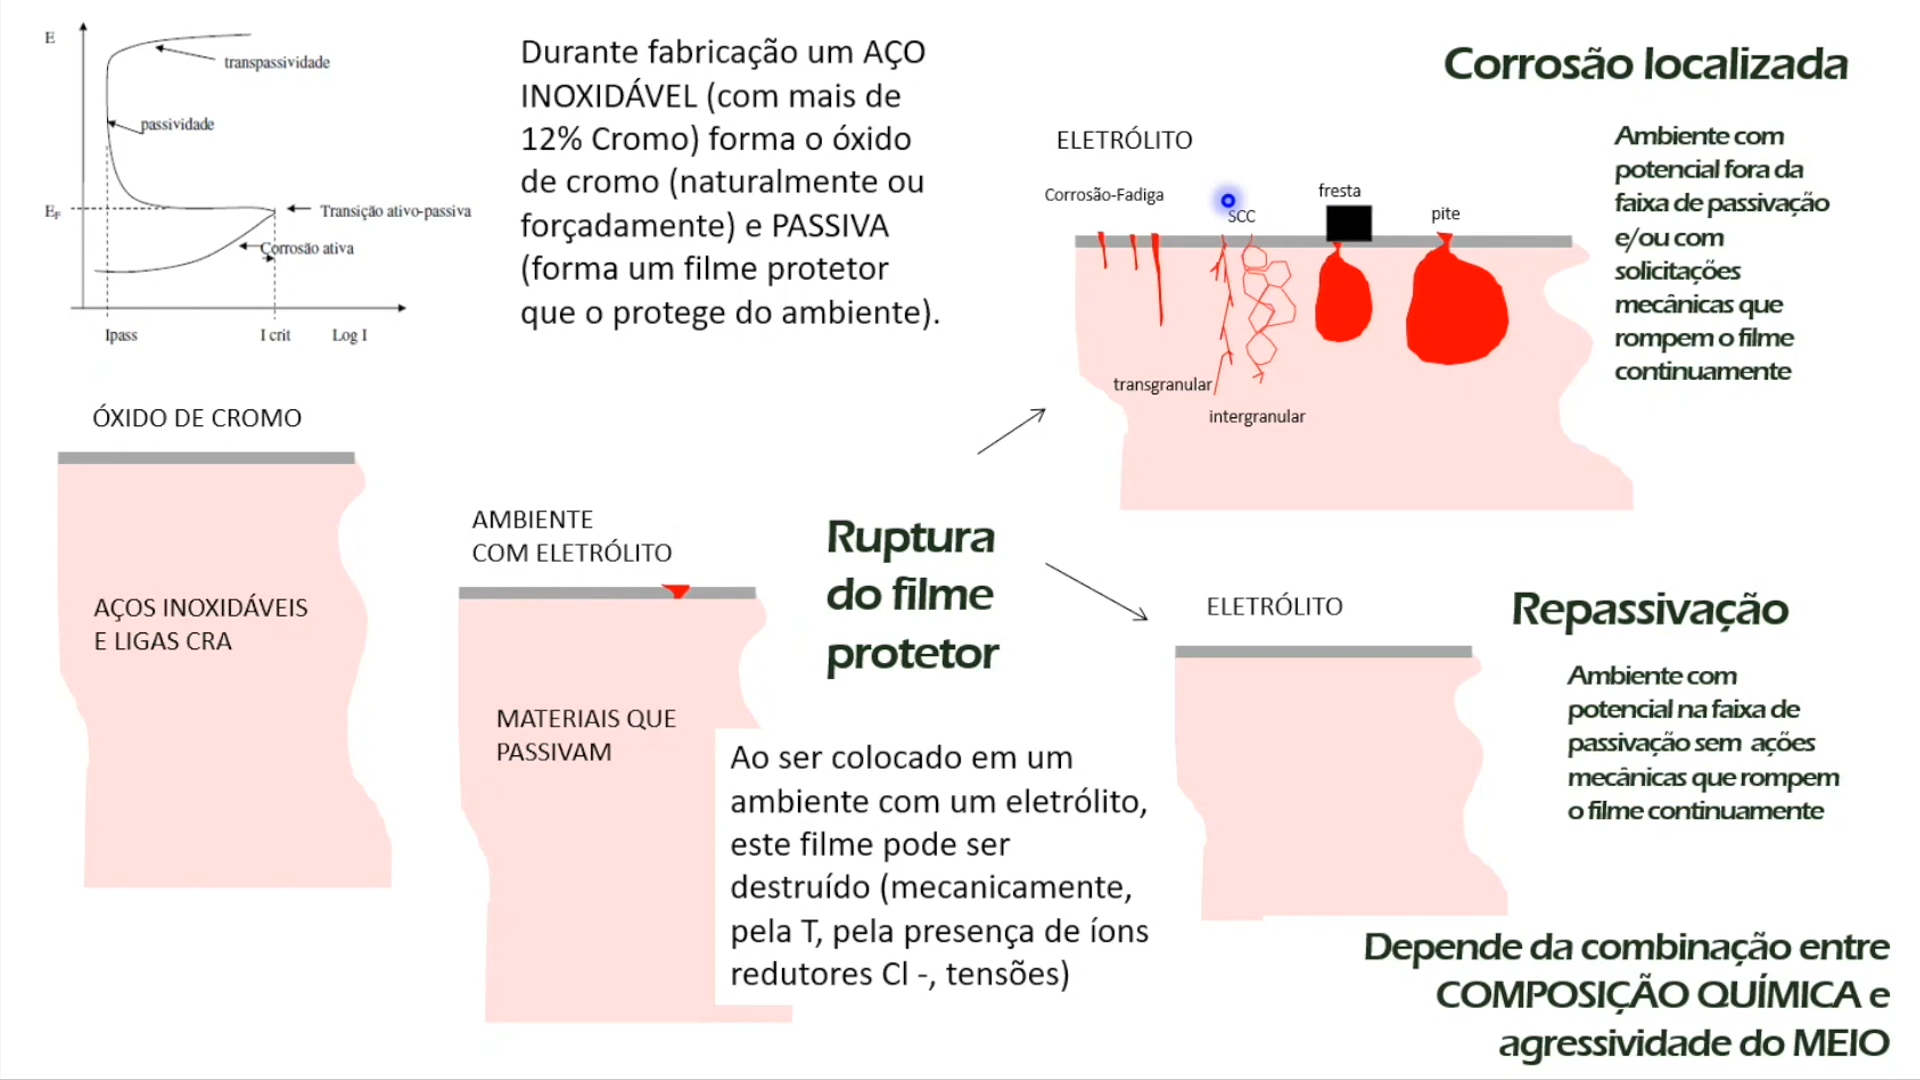 E
transpassividade
passividade
E_F
Transição ativo-passiva
Corrosão ativa
Ipass
I crit
Log I
Durante fabricação um AÇO
INOXIDÁVEL (com mais de
12% Cromo) forma o óxido
de cromo (naturalmente ou
forçadamente) e PASSIVA
(forma um filme protetor
que o protege do ambiente).
Corrosão localizada
ELETRÓLITO
Corrosão-Fadiga
SCC
fresta
pite
transgranular
intergranular
Ambiente com
potencial fora da
faixa de passivação
e/ou com
solicitações
mecânicas que
rompem o filme
continuamente
ÓXIDO DE CROMO
AÇOS INOXIDÁVEIS
E LIGAS CRA
AMBIENTE
COM ELETRÓLITO
MATERIAIS QUE
PASSIVAM
Ruptura
do filme
protetor
Ao ser colocado em um
ambiente com um eletrólito,
este filme pode ser
destruído (mecanicamente,
pela T, pela presença de íons
redutores Cl -, tensões)
ELETRÓLITO
Repassivação
Ambiente com
potencial na faixa de
passivação sem ações
mecânicas que rompem
o filme continuamente
Depende da combinação entre
COMPOSIÇÃO QUÍMICA e
agressividade do MEIO